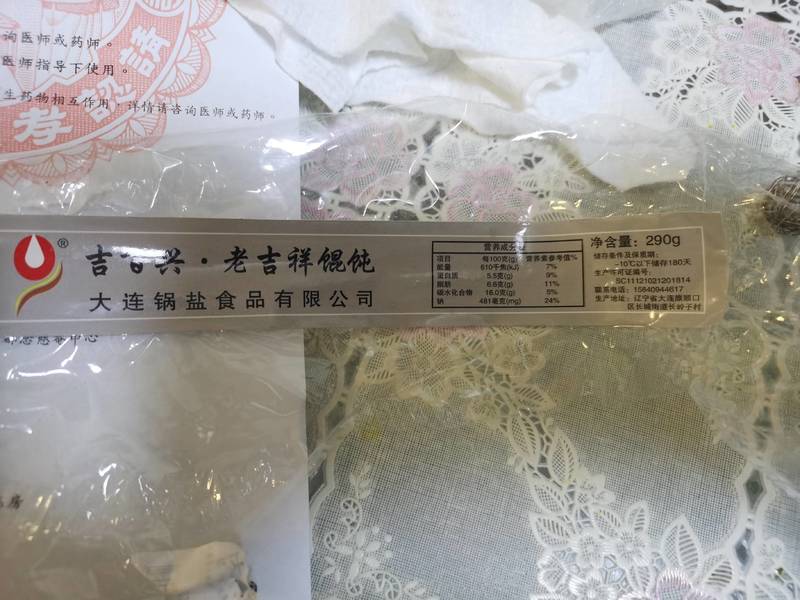 询医师或药师。
医师指导下使用。
生药物相互作用，详情请咨询医师或药师。
®
吉百兴·老吉祥馄饨
大连锅盐食品有限公司
营养成分表
项目 每100克(g) 营养素参考值%
能量 610千焦(kJ) 7%
蛋白质 5.5克(g) 9%
脂肪 6.6克(g) 11%
碳水化合物 16.0克(g) 5%
钠 481毫克(mg) 24%
净含量：290g
储存条件及保质期：
-10℃以下储存180天
生产许可证编号：
SC11121021201814
联系电话：15840944617
生产地址：辽宁省大连旅顺口
区长城街道长岭子村